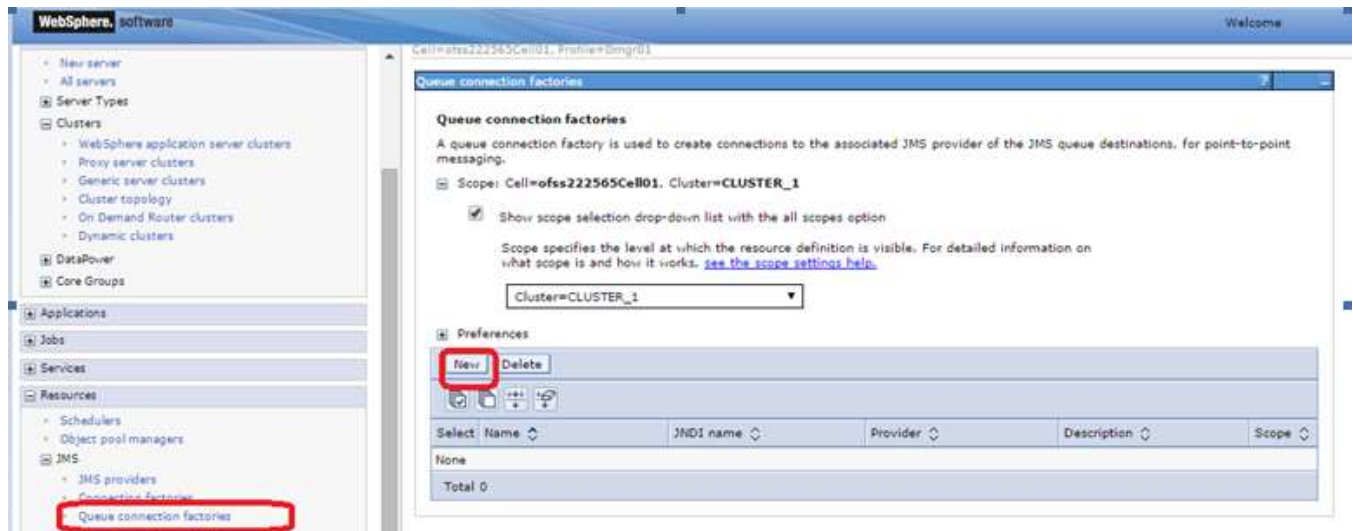 WebSphere. software
Welcome
New server
All servers
Server Types
Clusters
WebSphere application server clusters
Proxy server clusters
Generic server clusters
Cluster topology
On Demand Router clusters
Dynamic clusters
DataPower
Core Groups
Applications
Jobs
Services
Resources
Schedulers
Object pool managers
JMS
JMS providers
Connection factories
Queue connection factories
Cell=ofss222565Cell01, Profile=Dmgr01
Queue connection factories
?
Queue connection factories
A queue connection factory is used to create connections to the associated JMS provider of the JMS queue destinations, for point-to-point
messaging.
Scope: Cell=ofss222565Cell01, Cluster=CLUSTER_1
Show scope selection drop-down list with the all scopes option
Scope specifies the level at which the resource definition is visible. For detailed information on
what scope is and how it works, see the scope settings help.
Cluster=CLUSTER_1
Preferences
New Delete
Select Name JNDI name Provider Description Scope
None
Total 0